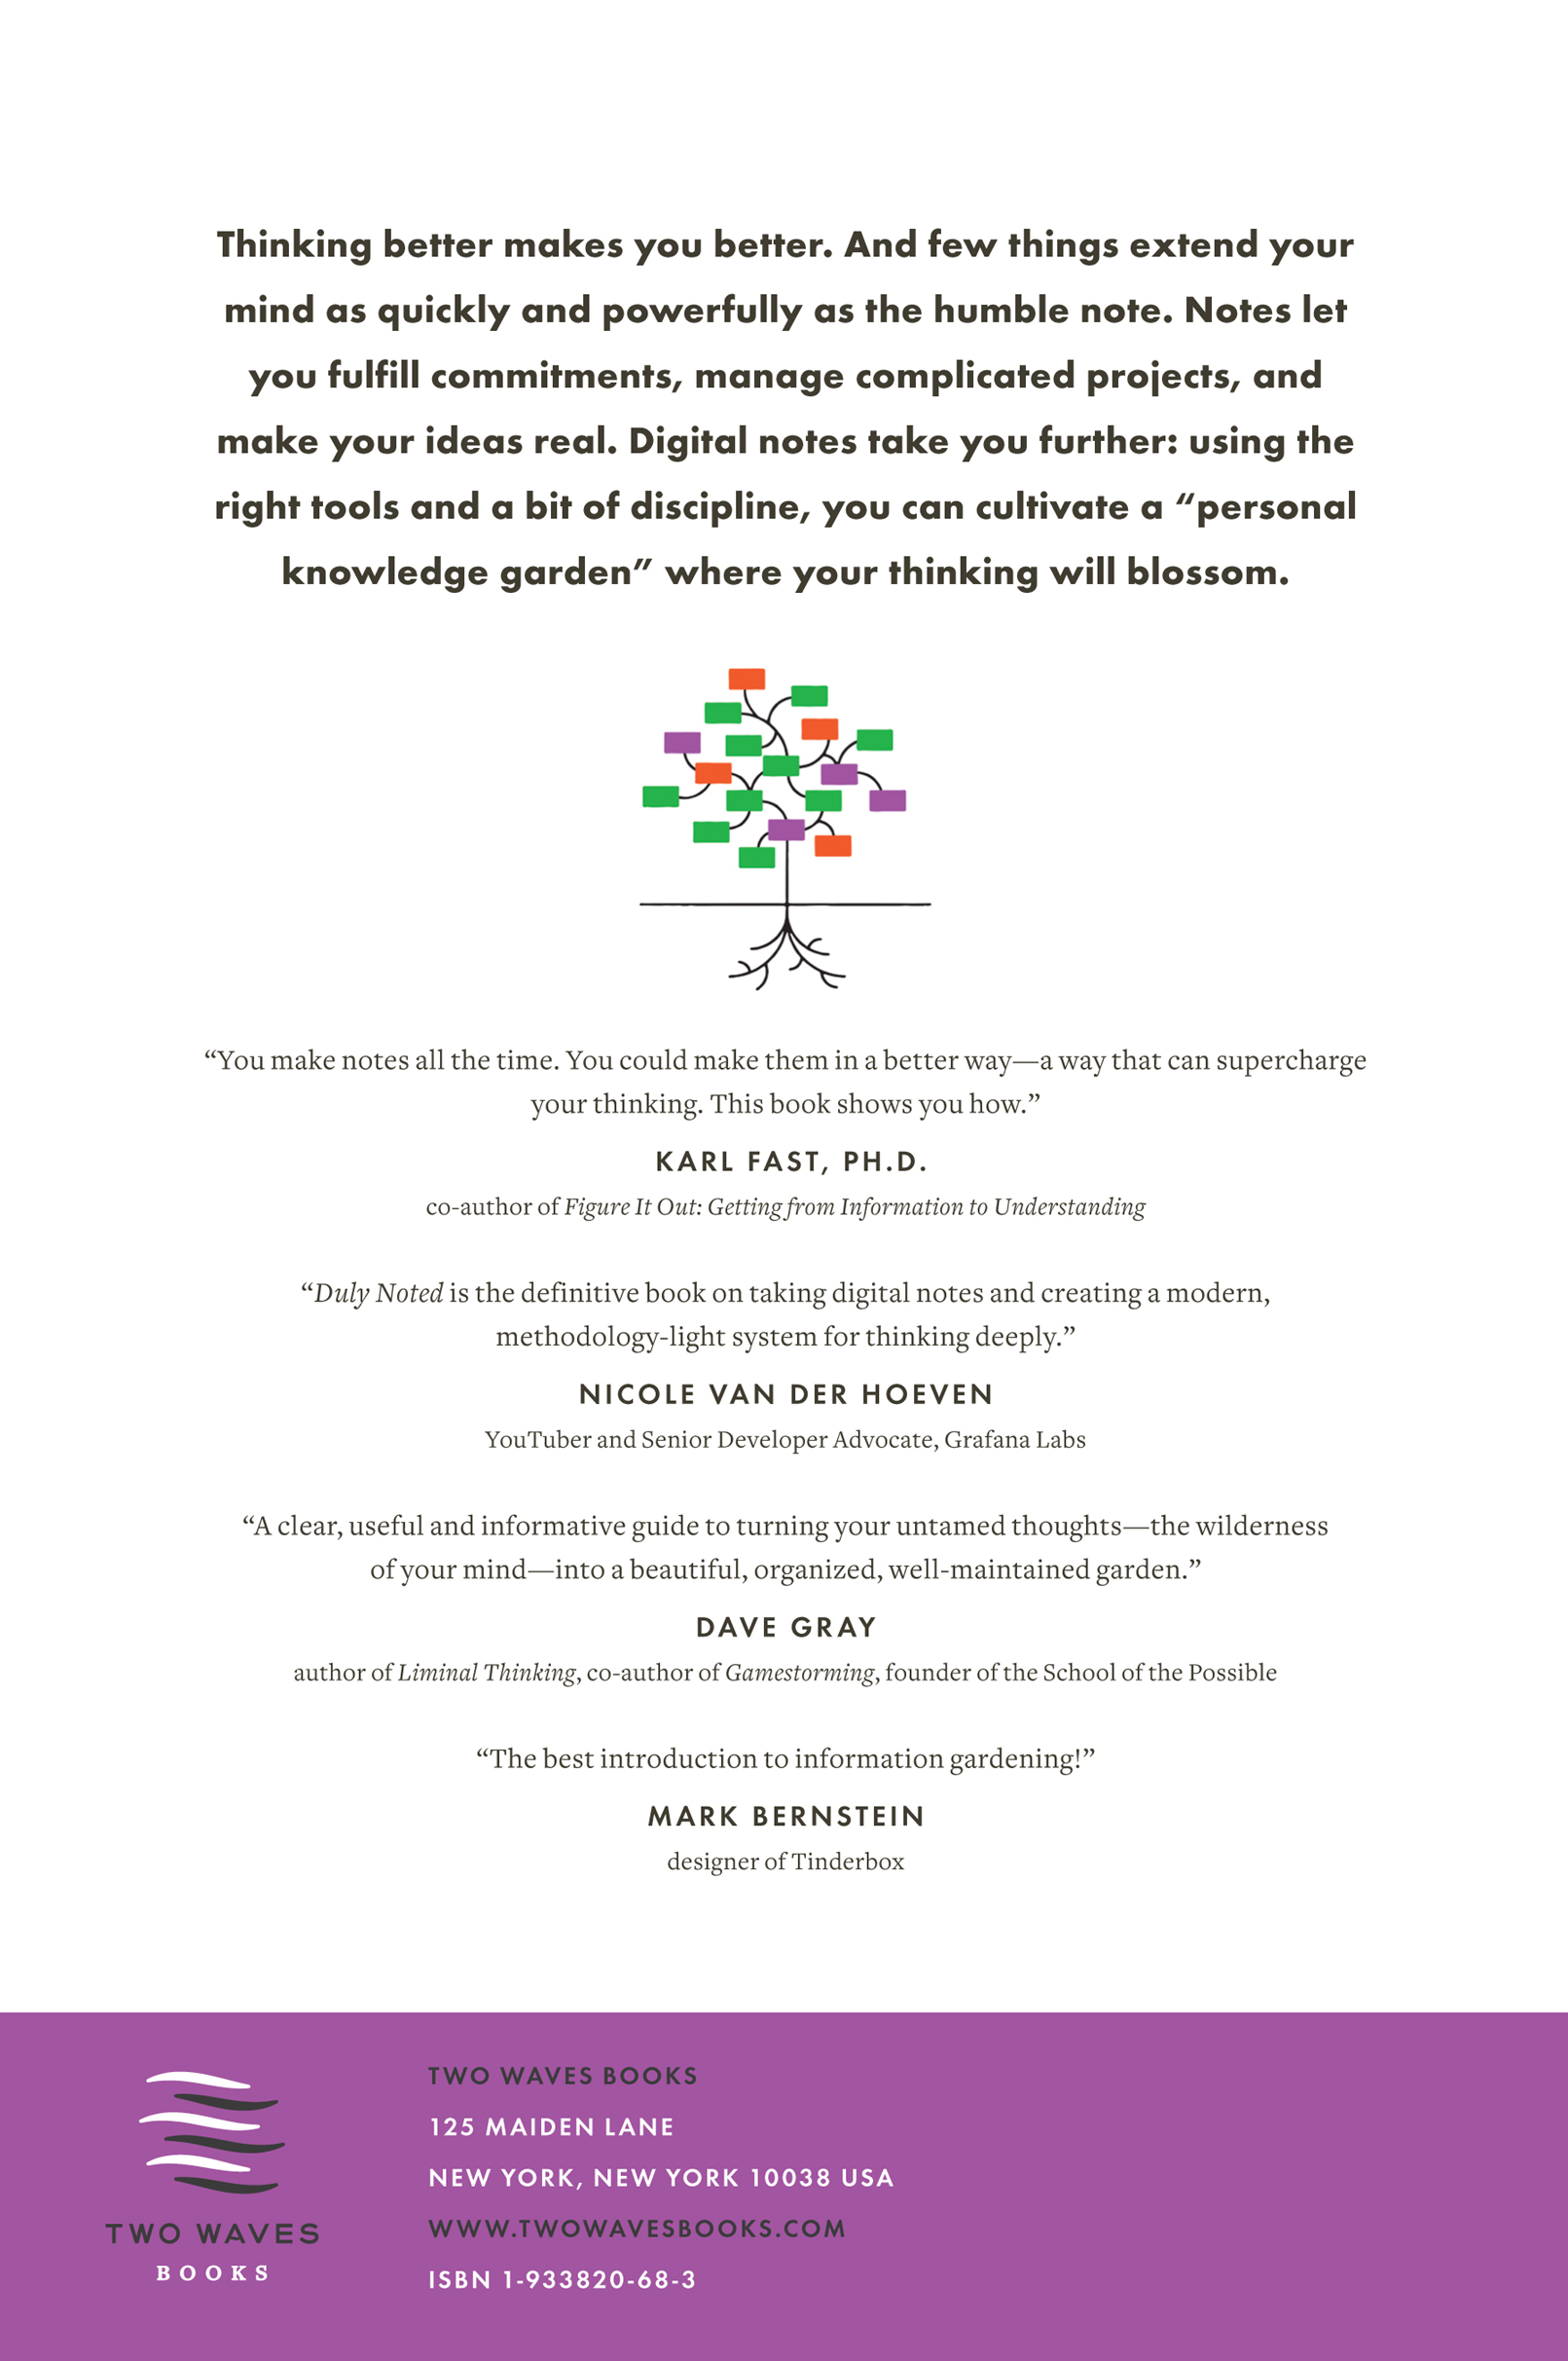 Thinking better makes you better. And few things extend your
mind as quickly and powerfully as the humble note. Notes let
you fulfill commitments, manage complicated projects, and
make your ideas real. Digital notes take you further: using the
right tools and a bit of discipline, you can cultivate a “personal
knowledge garden” where your thinking will blossom.
“You make notes all the time. You could make them in a better way—a way that can supercharge
your thinking. This book shows you how.”
KARL FAST, PH.D.
co-author of Figure It Out: Getting from Information to Understanding
“Duly Noted is the definitive book on taking digital notes and creating a modern,
methodology-light system for thinking deeply.”
NICOLE VAN DER HOEVEN
YouTuber and Senior Developer Advocate, Grafana Labs
“A clear, useful and informative guide to turning your untamed thoughts—the wilderness
of your mind—into a beautiful, organized, well-maintained garden.”
DAVE GRAY
author of Liminal Thinking, co-author of Gamestorming, founder of the School of the Possible
“The best introduction to information gardening!”
MARK BERNSTEIN
designer of Tinderbox
TWO WAVES
BOOKS
TWO WAVES BOOKS
125 MAIDEN LANE
NEW YORK, NEW YORK 10038 USA
WWW.TWOWAVESBOOKS.COM
ISBN 1-933820-68-3